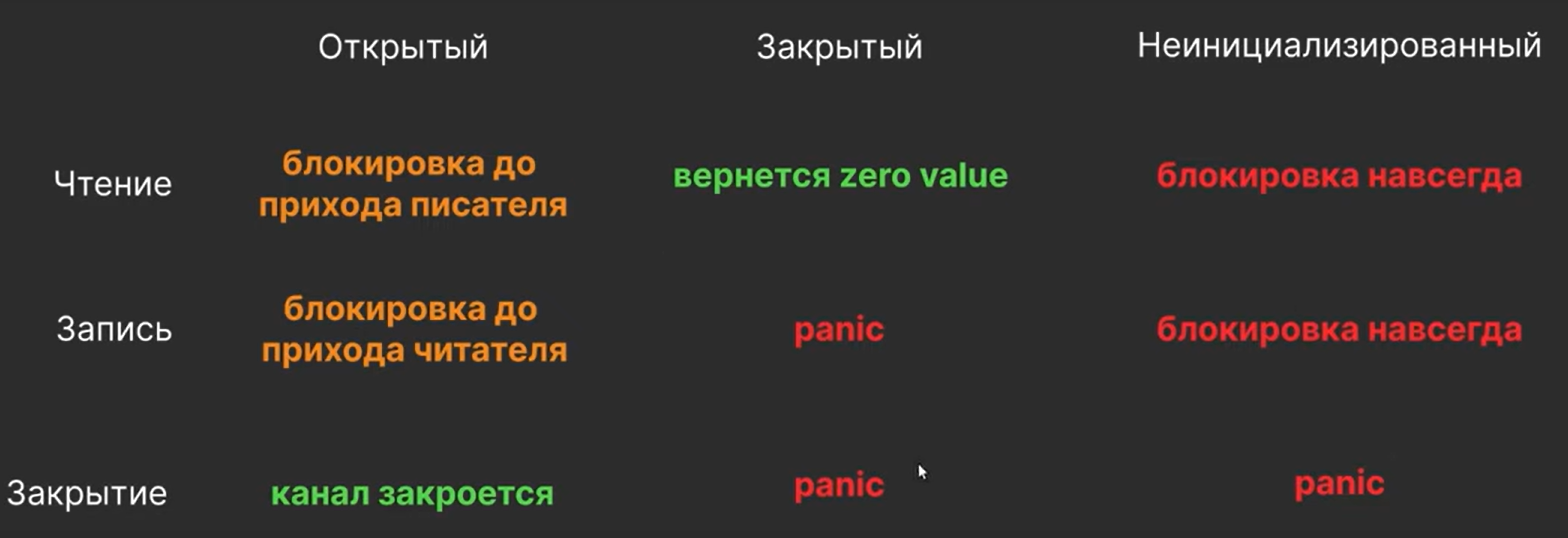 Открытый
Закрытый
Неинициализированный
Чтение
блокировка до
прихода писателя
вернется zero value
блокировка навсегда
Запись
блокировка до
прихода читателя
panic
блокировка навсегда
Закрытие
канал закроется
panic
panic